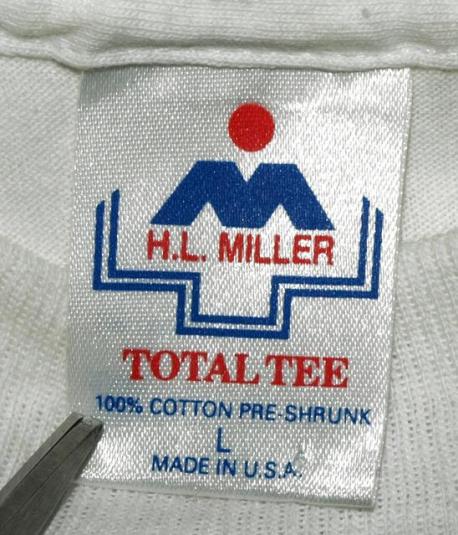 H.L. MILLER
TOTAL TEE
100% COTTON PRE-SHRUNK
L
MADE IN U.S.A.